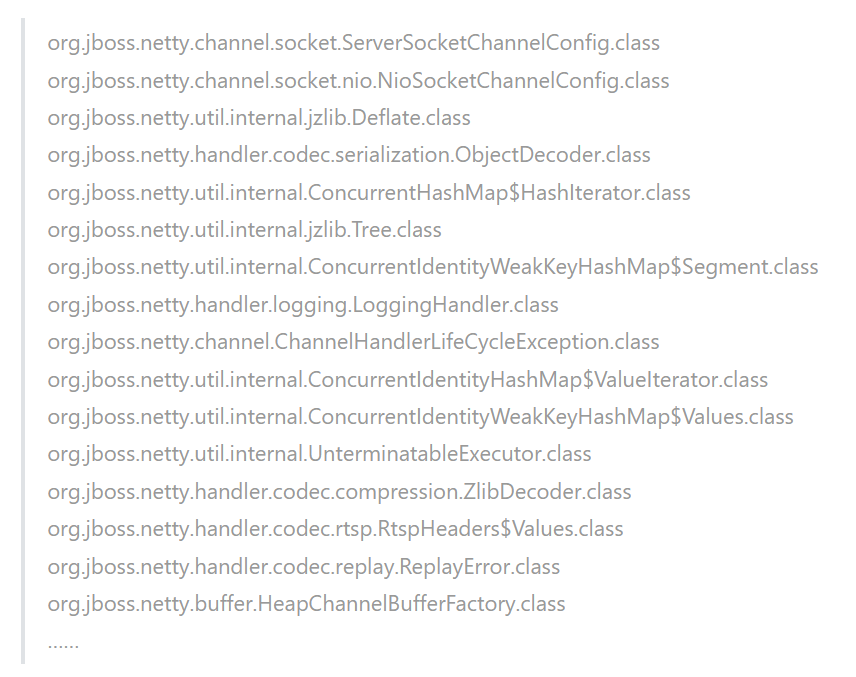 org.jboss.netty.channel.socket.ServerSocketChannelConfig.class
org.jboss.netty.channel.socket.nio.NioSocketChannelConfig.class
org.jboss.netty.util.internal.jzlib.Deflate.class
org.jboss.netty.handler.codec.serialization.ObjectDecoder.class
org.jboss.netty.util.internal.ConcurrentHashMap$HashIterator.class
org.jboss.netty.util.internal.jzlib.Tree.class
org.jboss.netty.util.internal.ConcurrentIdentityWeakKeyHashMap$Segment.class
org.jboss.netty.handler.logging.LoggingHandler.class
org.jboss.netty.channel.ChannelHandlerLifeCycleException.class
org.jboss.netty.util.internal.ConcurrentIdentityHashMap$ValueIterator.class
org.jboss.netty.util.internal.ConcurrentIdentityWeakKeyHashMap$Values.class
org.jboss.netty.util.internal.UnterminatableExecutor.class
org.jboss.netty.handler.codec.compression.ZlibDecoder.class
org.jboss.netty.handler.codec.rtsp.RtspHeaders$Values.class
org.jboss.netty.handler.codec.replay.ReplayError.class
org.jboss.netty.buffer.HeapChannelBufferFactory.class
......